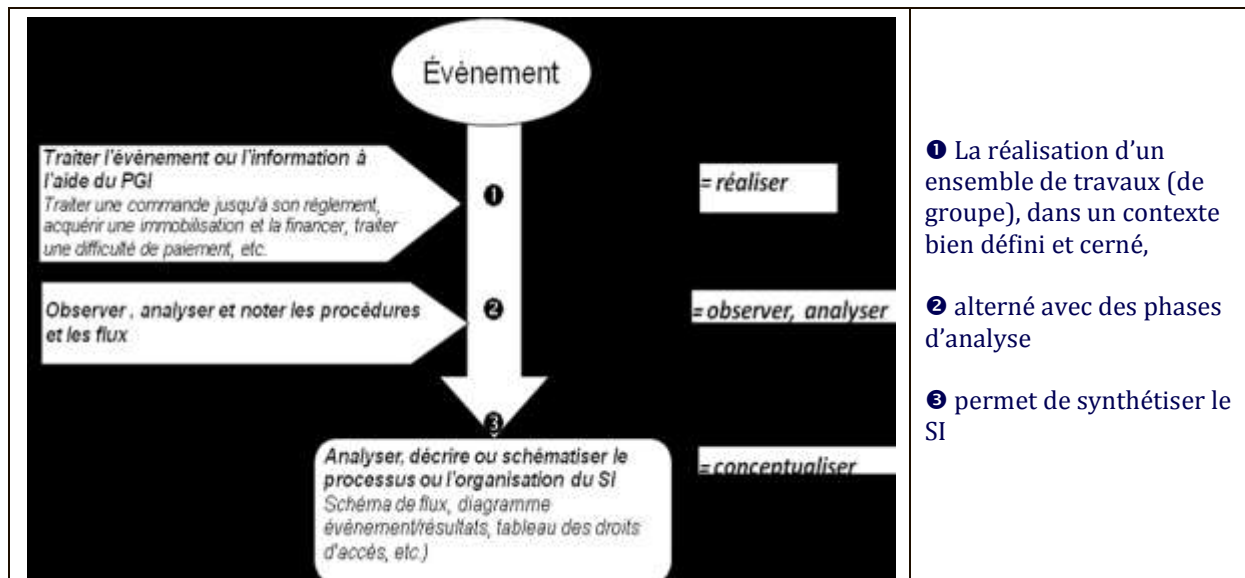 Évènement
Traiter l'évènement ou l'information à
l'aide du PGI
Traiter une commande jusqu'à son règlement,
acquérir une immobilisation et la financer, traiter
une difficulté de paiement, etc.
❶
= réaliser
Observer , analyser et noter les procédures
et les flux
❷
= observer, analyser
❸
Analyser, décrire ou schématiser le
processus ou l'organisation du SI
Schéma de flux, diagramme
évènement/résultats, tableau des droits
d'accès, etc.)
= conceptualiser
❶ La réalisation d'un
ensemble de travaux (de
groupe), dans un contexte
bien défini et cerné,
❷ alterné avec des phases
d'analyse
❸ permet de synthétiser le
SI